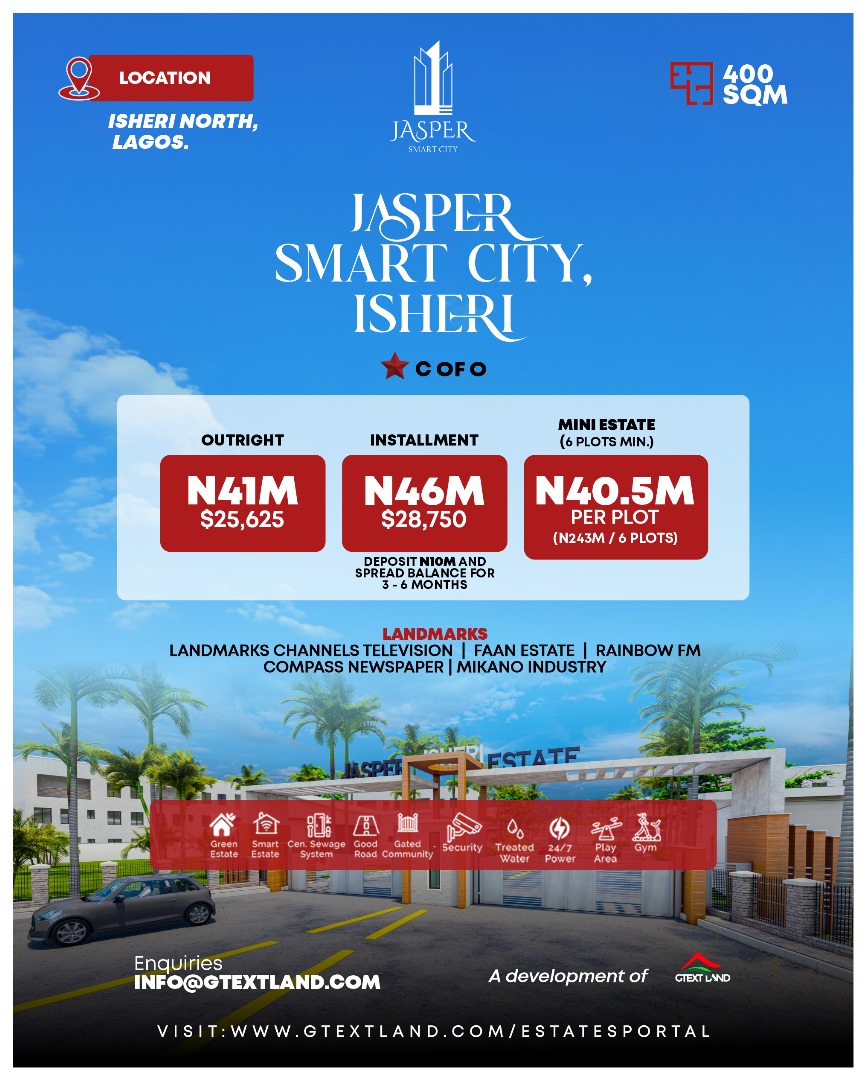 LOCATION
ISHERI NORTH,
LAGOS.
JASPER
SMART CITY
400
SQM
JASPER
SMART CITY,
ISHERI
C OF O
OUTRIGHT
N41M
$25,625
INSTALLMENT
N46M
$28,750
DEPOSIT N10M AND
SPREAD BALANCE FOR
3 - 6 MONTHS
MINI ESTATE
(6 PLOTS MIN.)
N40.5M
PER PLOT
(N243M / 6 PLOTS)
LANDMARKS
LANDMARKS CHANNELS TELEVISION | FAAN ESTATE | RAINBOW FM
COMPASS NEWSPAPER | MIKANO INDUSTRY
JASPER ISHERI ESTATE
Green
Estate
Smart
Estate
Cen. Sewage
System
Good
Road
Gated
Community
Security
Treated
Water
24/7
Power
Play
Area
Gym
Enquiries
INFO@GTEXTLAND.COM
A development of
GTEXT LAND
VISIT:WWW.GTEXTLAND.COM/ESTATESPORTAL